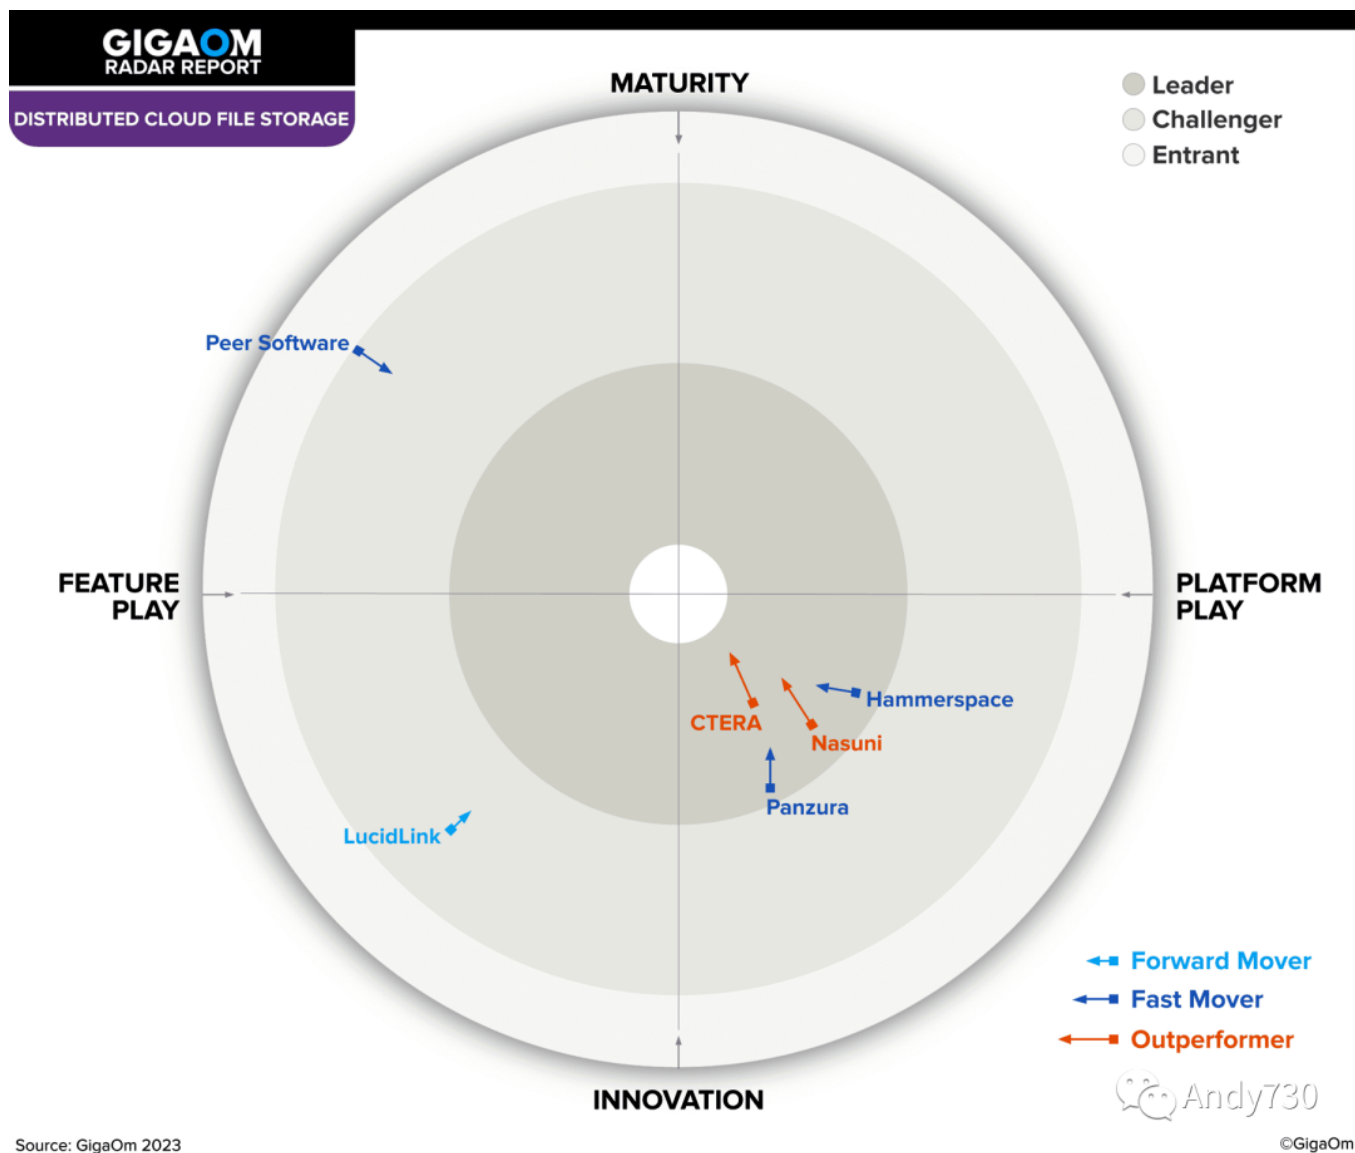 GIGAOM
RADAR REPORT
DISTRIBUTED CLOUD FILE STORAGE
MATURITY
Leader
Challenger
Entrant
Peer Software
FEATURE
PLAY
PLATFORM
PLAY
Hammerspace
CTERA
Nasuni
Panzura
LucidLink
Forward Mover
Fast Mover
Outperformer
INNOVATION
Andy730
Source: GigaOm 2023
©GigaOm